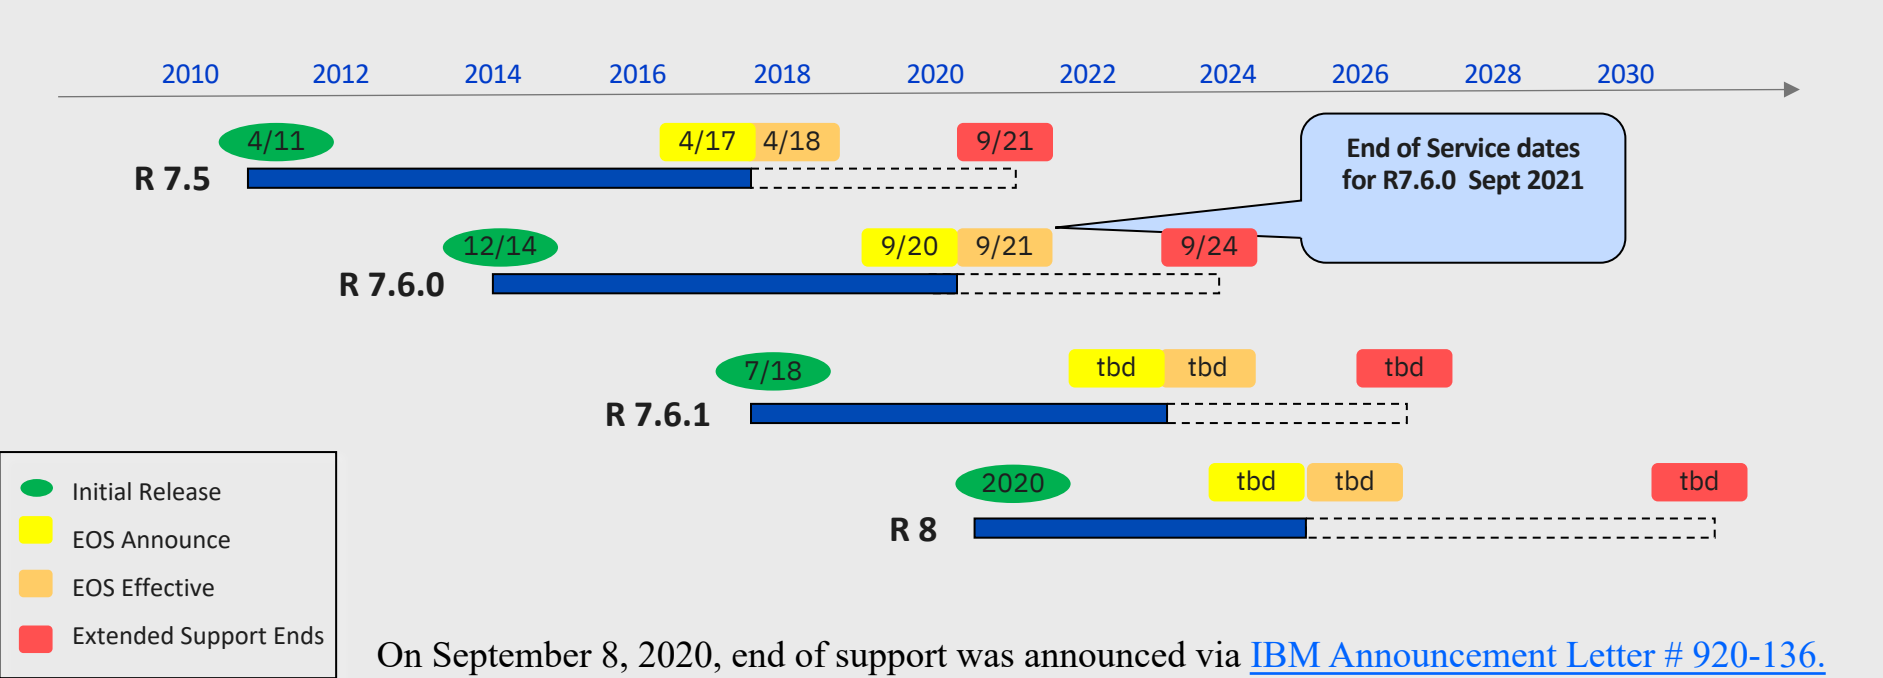 2010 2012 2014 2016 2018 2020 2022 2024 2026 2028 2030
4/11 4/17 4/18 9/21
R 7.5
End of Service dates
for R7.6.0 Sept 2021
12/14 9/20 9/21 9/24
R 7.6.0
7/18 tbd tbd tbd
R 7.6.1
2020 tbd tbd tbd
R 8
Initial Release
EOS Announce
EOS Effective
Extended Support Ends
On September 8, 2020, end of support was announced via IBM Announcement Letter # 920-136.